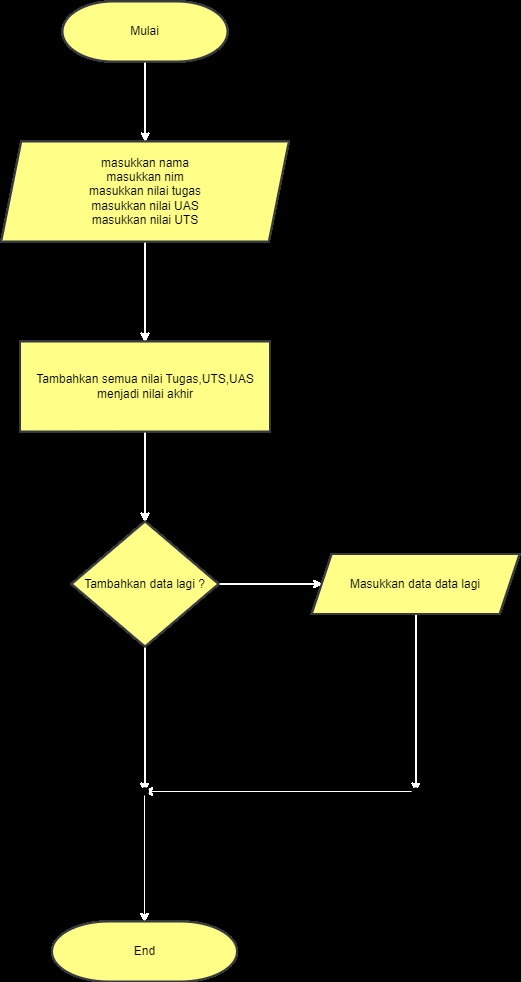 Mulai
masukkan nama
masukkan nim
masukkan nilai tugas
masukkan nilai UAS
masukkan nilai UTS
Tambahkan semua nilai Tugas,UTS,UAS
menjadi nilai akhir
Tambahkan data lagi ?
Masukkan data data lagi
End